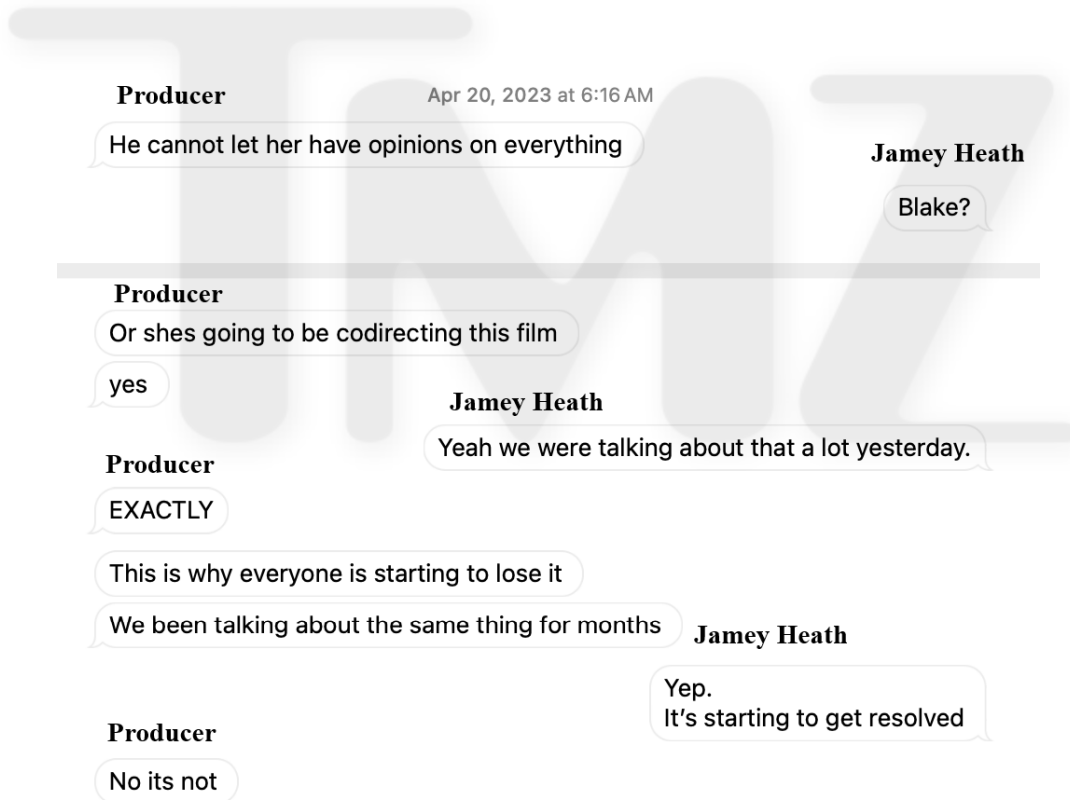 TMZ
Producer
Apr 20, 2023 at 6:16 AM
He cannot let her have opinions on everything
Jamey Heath
Blake?
Producer
Or shes going to be codirecting this film
yes
Jamey Heath
Yeah we were talking about that a lot yesterday.
Producer
EXACTLY
This is why everyone is starting to lose it
We been talking about the same thing for months
Jamey Heath
Yep.
It’s starting to get resolved
Producer
No its not